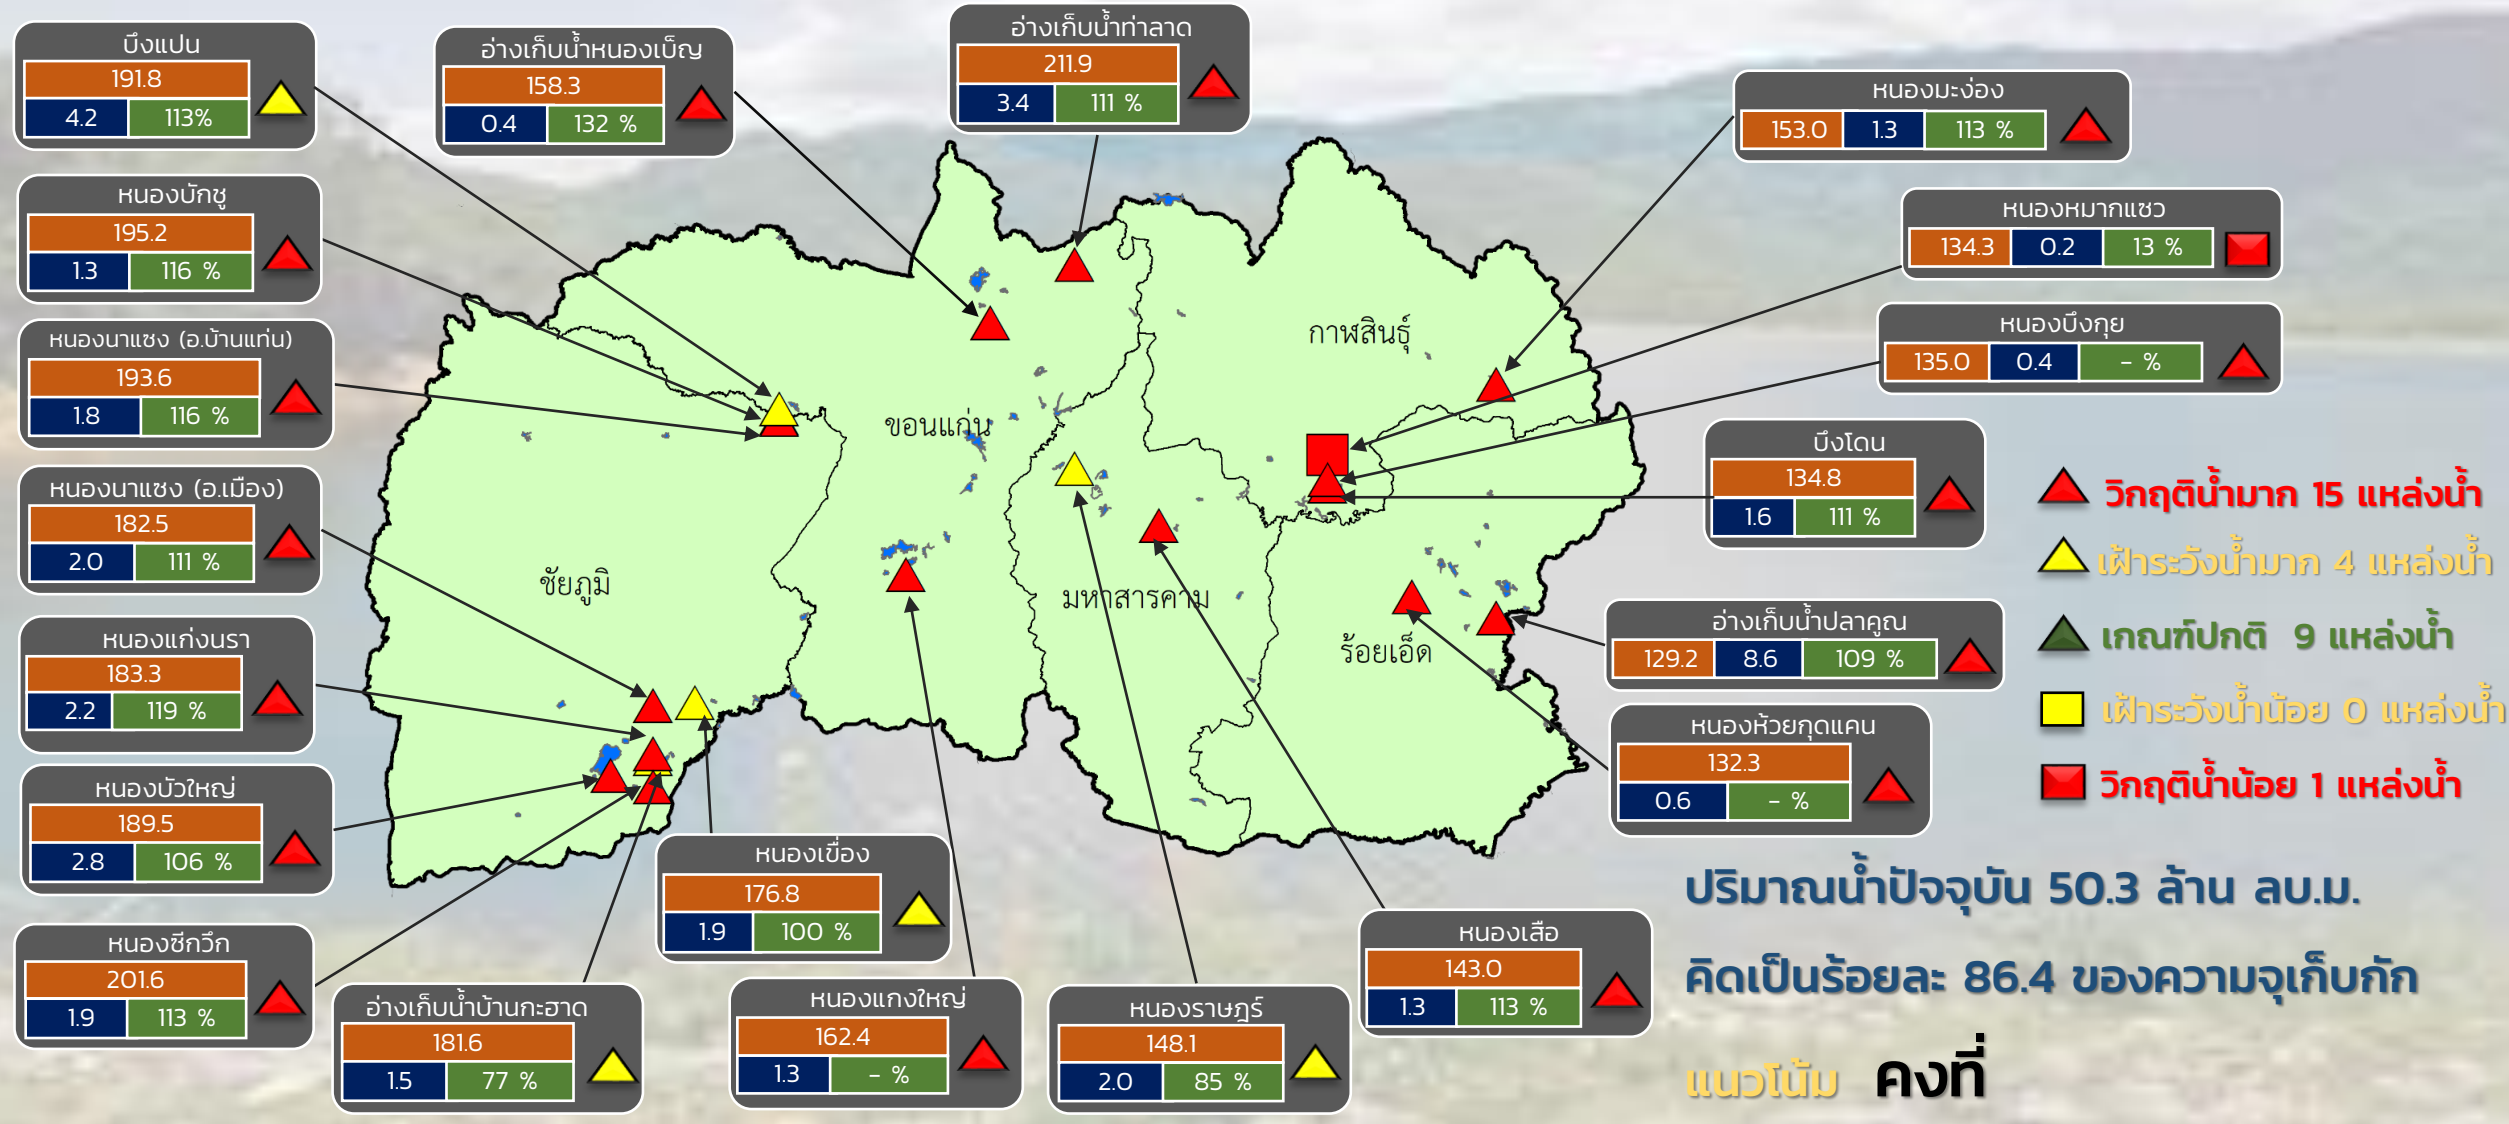 บึงแปน
191.8
4.2 113%
อ่างเก็บน้ำหนองเบ็ญ
158.3
0.4 132 %
อ่างเก็บน้ำท่าลาด
211.9
3.4 111 %
หนองมะง่อง
153.0 1.3 113 %
หนองบักชู
195.2
1.3 116 %
หนองหมากแซว
134.3 0.2 13 %
หนองนาแซง (อ.บ้านแท่น)
193.6
1.8 116 %
หนองบึงกุย
135.0 0.4 - %
กาฬสินธุ์
ขอนแก่น
ชัยภูมิ
มหาสารคาม
ร้อยเอ็ด
บึงโดน
134.8
1.6 111 %
หนองนาแซง (อ.เมือง)
182.5
2.0 111 %
วิกฤติน้ำมาก 15 แหล่งน้ำ
เฝ้าระวังน้ำมาก 4 แหล่งน้ำ
เกณฑ์ปกติ 9 แหล่งน้ำ
เฝ้าระวังน้ำน้อย 0 แหล่งน้ำ
วิกฤติน้ำน้อย 1 แหล่งน้ำ
อ่างเก็บน้ำปลาคูณ
129.2 8.6 109 %
หนองแก่งนรา
183.3
2.2 119 %
หนองห้วยกุดแคน
132.3
0.6 - %
หนองบัวใหญ่
189.5
2.8 106 %
หนองเขื่อง
176.8
1.9 100 %
หนองซีกวึก
201.6
1.9 113 %
อ่างเก็บน้ำบ้านกะฮาด
181.6
1.5 77 %
หนองแกงใหญ่
162.4
1.3 - %
หนองราษฎร์
148.1
2.0 85 %
หนองเสือ
143.0
1.3 113 %
ปริมาณน้ำปัจจุบัน 50.3 ล้าน ลบ.ม.
คิดเป็นร้อยละ 86.4 ของความจุเก็บกัก
แนวโน้ม คงที่